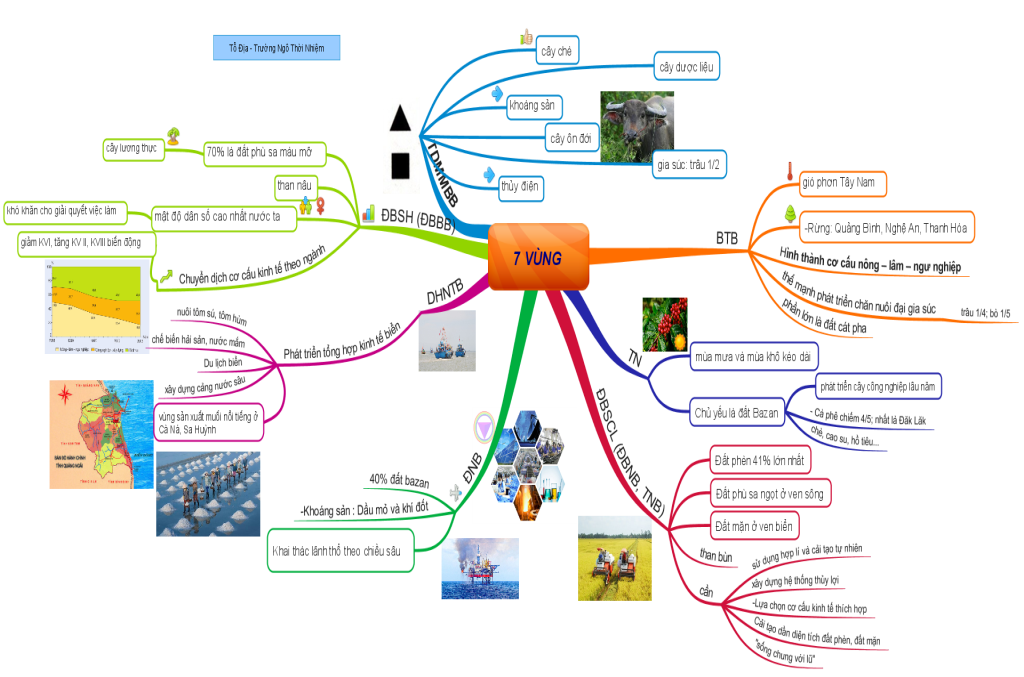 Tổ Địa - Trường Ngô Thời Nhiệm
7 VÙNG
TDMMBB
cây chè
cây dược liệu
khoáng sản
cây ôn đới
gia súc: trâu 1/2
thủy điện
BTB
gió phơn Tây Nam
-Rừng: Quảng Bình, Nghệ An, Thanh Hóa
Hình thành cơ cấu nông – lâm – ngư nghiệp
thế mạnh phát triển chăn nuôi đại gia súc
trâu 1/4; bò 1/5
phần lớn là đất cát pha
TN
mùa mưa và mùa khô kéo dài
Chủ yếu là đất Bazan
phát triển cây công nghiệp lâu năm
- Cà phê chiếm 4/5; nhất là Đăk Lăk
chè, cao su, hồ tiêu...
ĐBSCL (ĐBNB, TNB)
Đất phèn 41% lớn nhất
Đất phù sa ngọt ở ven sông
Đất mặn ở ven biển
than bùn
cần
sử dụng hợp lí và cải tạo tự nhiên
xây dựng hệ thống thủy lợi
-Lựa chọn cơ cấu kinh tế thích hợp
Cải tạo dần diện tích đất phèn, đất mặn
"sống chung với lũ"
ĐNB
40% đất bazan
-Khoáng sản : Dầu mỏ và khí đốt
Khai thác lãnh thổ theo chiều sâu
DHNTB
Phát triển tổng hợp kinh tế biển
nuôi tôm sú, tôm hùm
chế biển hải sản, nước mắm
Du lịch biển
xây dựng cảng nước sâu
vùng sản xuất muối nổi tiếng ở
Cà Ná, Sa Huỳnh
ĐBSH (ĐBBB)
70% là đất phù sa màu mỡ
cây lương thực
than nâu
mật độ dân số cao nhất nước ta
khó khăn cho giải quyết việc làm
Chuyển dịch cơ cấu kinh tế theo ngành
giảm KVI, tăng KV II, KVIII biến động
BẢN ĐỒ HÀNH CHÍNH
TỈNH QUẢNG NGÃI